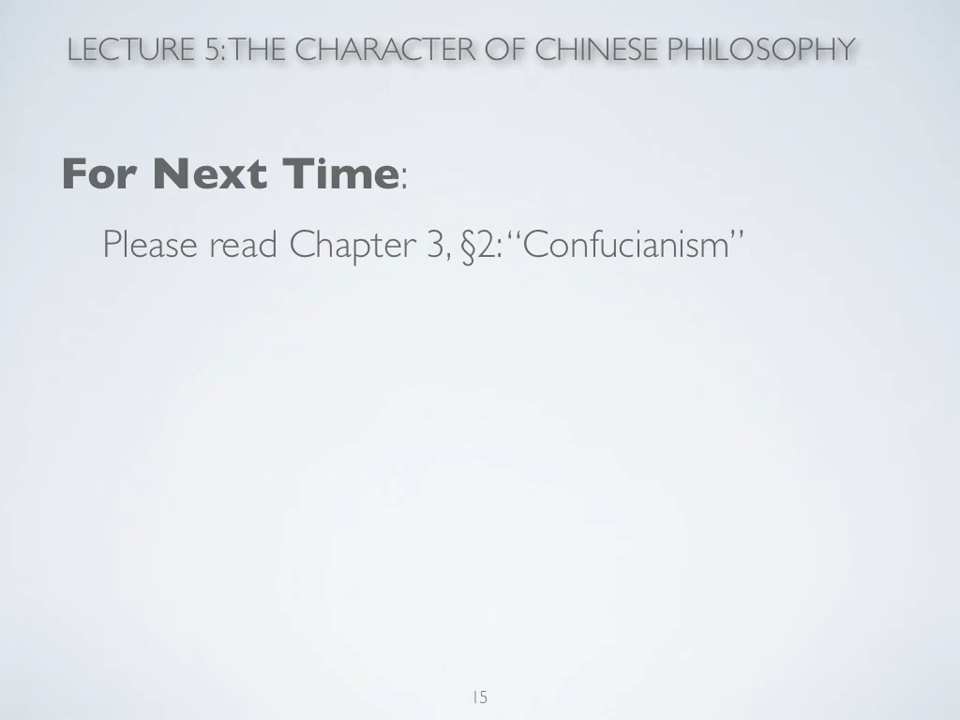 LECTURE 5: THE CHARACTER OF CHINESE PHILOSOPHY
For Next Time:
Please read Chapter 3, §2: “Confucianism”
15